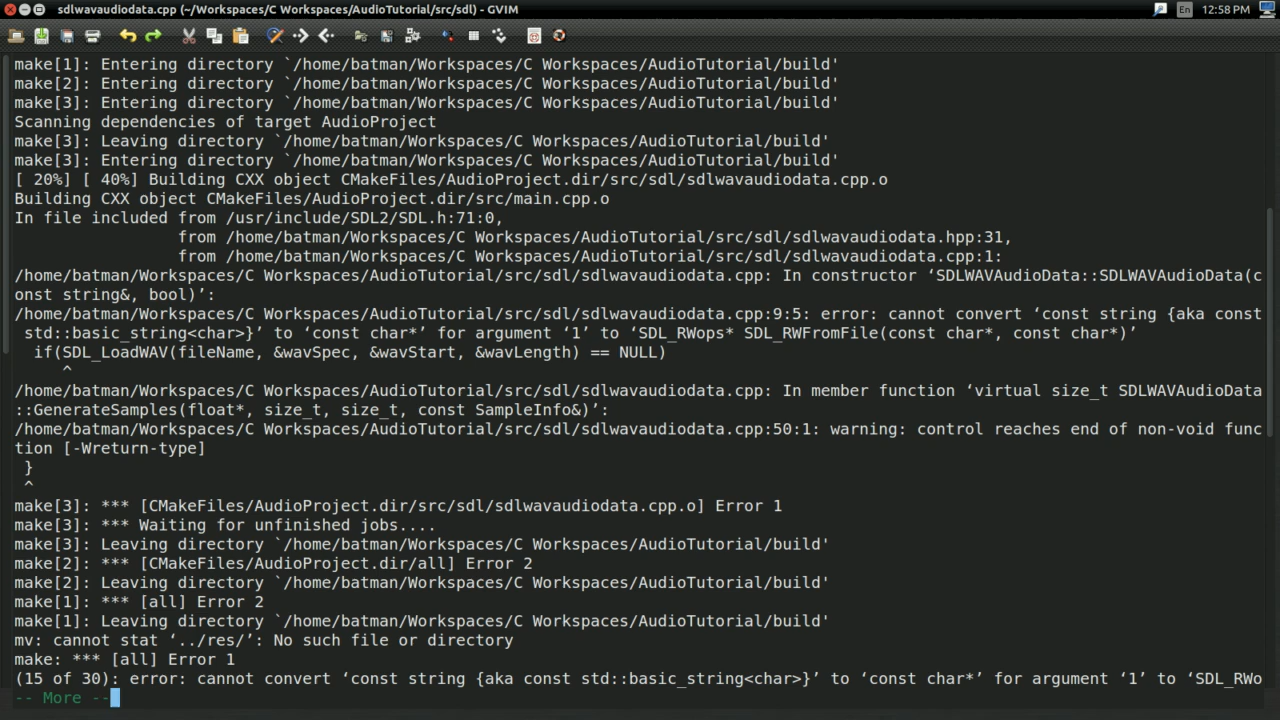 sdlwavaudiodata.cpp (~/Workspaces/C Workspaces/AudioTutorial/src/sdl) - GVIM
En
12:58 PM
make[1]: Entering directory `/home/batman/Workspaces/C Workspaces/AudioTutorial/build'
make[2]: Entering directory `/home/batman/Workspaces/C Workspaces/AudioTutorial/build'
make[3]: Entering directory `/home/batman/Workspaces/C Workspaces/AudioTutorial/build'
Scanning dependencies of target AudioProject
make[3]: Leaving directory `/home/batman/Workspaces/C Workspaces/AudioTutorial/build'
make[3]: Entering directory `/home/batman/Workspaces/C Workspaces/AudioTutorial/build'
[ 20%] [ 40%] Building CXX object CMakeFiles/AudioProject.dir/src/sdl/sdlwavaudiodata.cpp.o
Building CXX object CMakeFiles/AudioProject.dir/src/main.cpp.o
In file included from /usr/include/SDL2/SDL.h:71:0,
                 from /home/batman/Workspaces/C Workspaces/AudioTutorial/src/sdl/sdlwavaudiodata.hpp:31,
                 from /home/batman/Workspaces/C Workspaces/AudioTutorial/src/sdl/sdlwavaudiodata.cpp:1:
/home/batman/Workspaces/C Workspaces/AudioTutorial/src/sdl/sdlwavaudiodata.cpp: In constructor ‘SDLWAVAudioData::SDLWAVAudioData(c
onst string&, bool)’:
/home/batman/Workspaces/C Workspaces/AudioTutorial/src/sdl/sdlwavaudiodata.cpp:9:5: error: cannot convert ‘const string {aka const
 std::basic_string<char>}’ to ‘const char*’ for argument ‘1’ to ‘SDL_RWops* SDL_RWFromFile(const char*, const char*)’
  if(SDL_LoadWAV(fileName, &wavSpec, &wavStart, &wavLength) == NULL)
     ^
/home/batman/Workspaces/C Workspaces/AudioTutorial/src/sdl/sdlwavaudiodata.cpp: In member function ‘virtual size_t SDLWAVAudioData
::GenerateSamples(float*, size_t, size_t, const SampleInfo&)’:
/home/batman/Workspaces/C Workspaces/AudioTutorial/src/sdl/sdlwavaudiodata.cpp:50:1: warning: control reaches end of non-void func
tion [-Wreturn-type]
 }
 ^
make[3]: *** [CMakeFiles/AudioProject.dir/src/sdl/sdlwavaudiodata.cpp.o] Error 1
make[3]: *** Waiting for unfinished jobs....
make[3]: Leaving directory `/home/batman/Workspaces/C Workspaces/AudioTutorial/build'
make[2]: *** [CMakeFiles/AudioProject.dir/all] Error 2
make[2]: Leaving directory `/home/batman/Workspaces/C Workspaces/AudioTutorial/build'
make[1]: *** [all] Error 2
make[1]: Leaving directory `/home/batman/Workspaces/C Workspaces/AudioTutorial/build'
mv: cannot stat ‘../res/’: No such file or directory
make: *** [all] Error 1
(15 of 30): error: cannot convert ‘const string {aka const std::basic_string<char>}’ to ‘const char*’ for argument ‘1’ to ‘SDL_RWo
-- More --